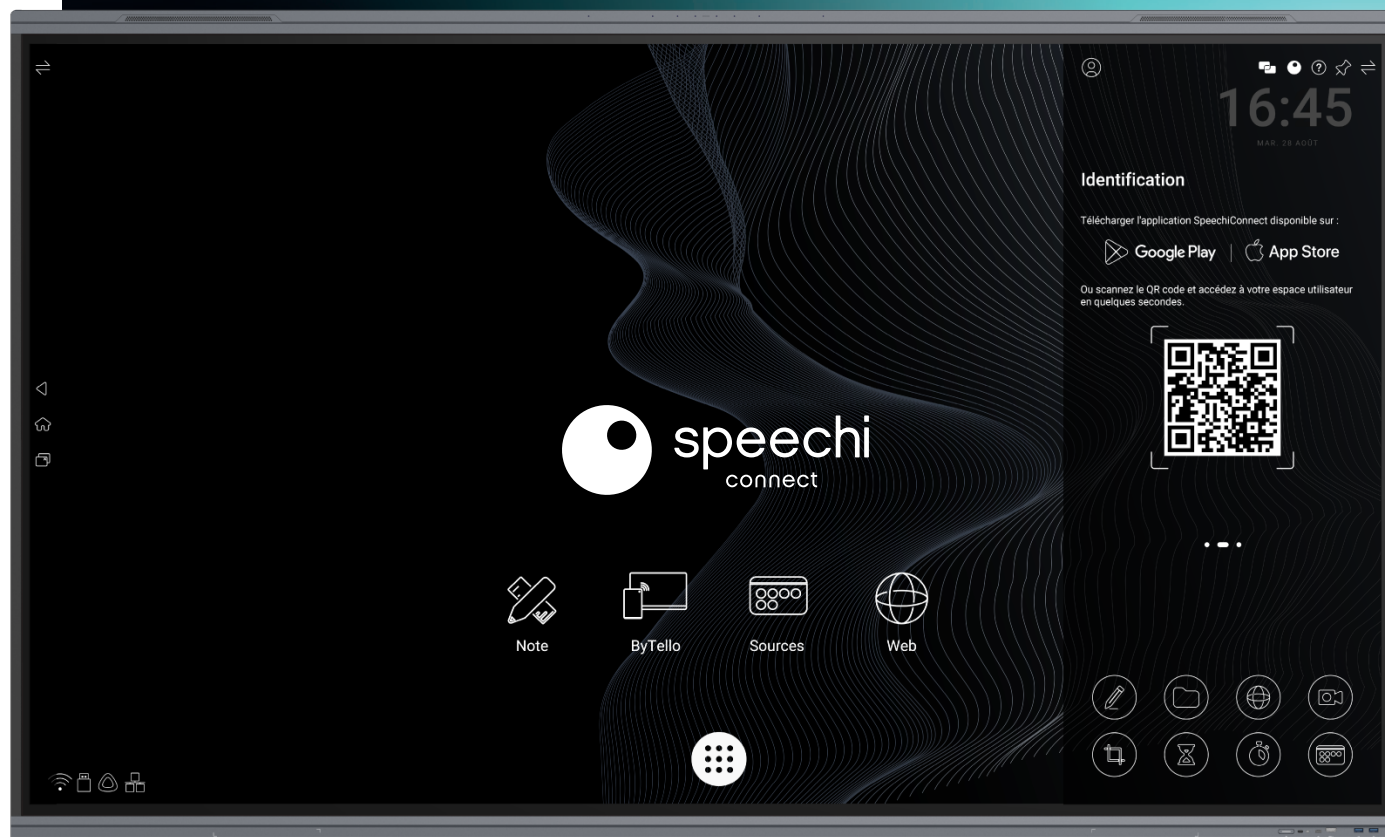 16:45
MAR. 28 AOÛT
Identification
Télécharger l'application SpeechiConnect disponible sur :
Google Play | App Store
Ou scannez le QR code et accédez à votre espace utilisateur
en quelques secondes.
speechi
connect
Note
ByTello
Sources
Web